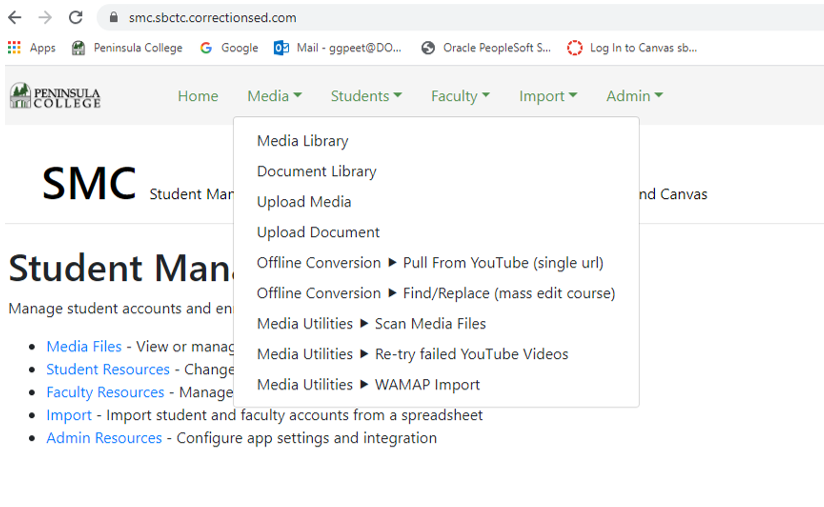 smc.sbctc.correctionsed.com
Apps Peninsula College Google Mail - ggpeet@DO... Oracle PeopleSoft S... Log In to Canvas sb...
PENINSULA COLLEGE Home Media Students Faculty Import Admin
Media Library
Document Library
SMC Student Man nd Canvas
Upload Media
Upload Document
Student Man
Offline Conversion ▶ Pull From YouTube (single url)
Offline Conversion ▶ Find/Replace (mass edit course)
Manage student accounts and en
Media Utilities ▶ Scan Media Files
• Media Files - View or manag
Media Utilities ▶ Re-try failed YouTube Videos
• Student Resources - Change
Media Utilities ▶ WAMAP Import
• Faculty Resources - Manage
• Import - Import student and faculty accounts from a spreadsheet
• Admin Resources - Configure app settings and integration